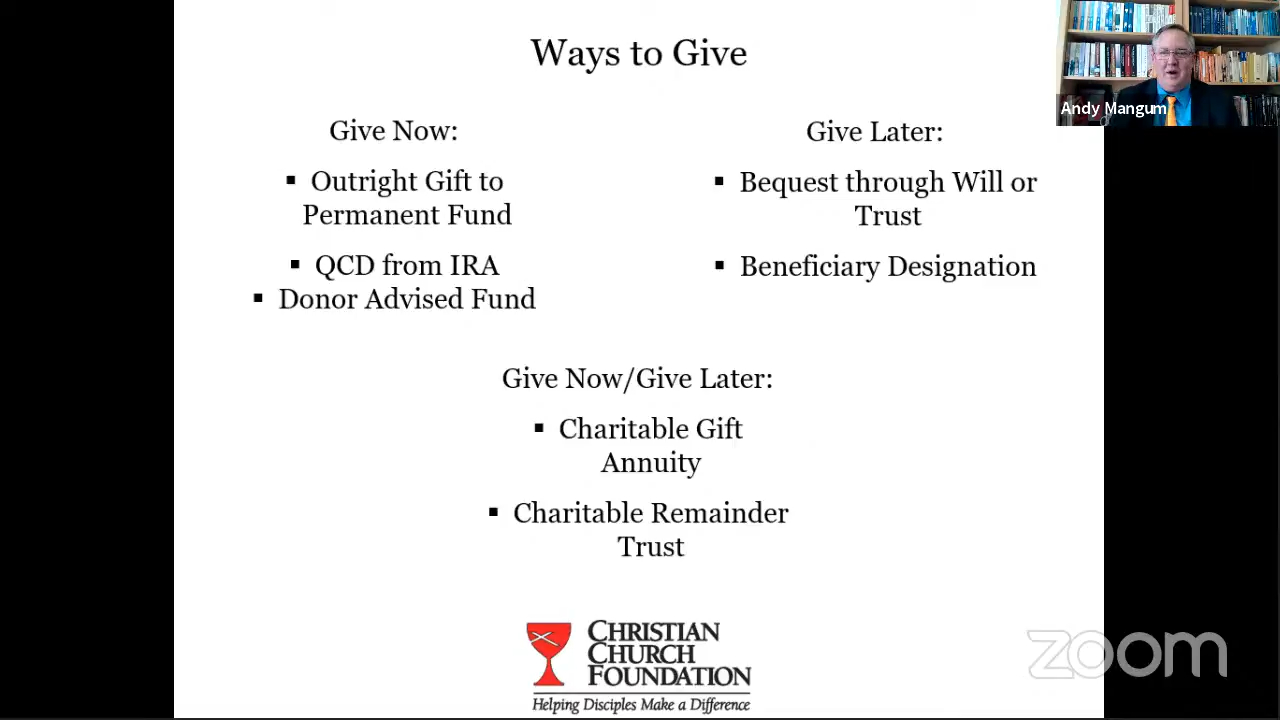 Ways to Give
Andy Mangum
Give Now:
▪ Outright Gift to
Permanent Fund
▪ QCD from IRA
▪ Donor Advised Fund
Give Later:
▪ Bequest through Will or
Trust
▪ Beneficiary Designation
Give Now/Give Later:
▪ Charitable Gift
Annuity
▪ Charitable Remainder
Trust
CHRISTIAN
CHURCH
FOUNDATION
Helping Disciples Make a Difference
zoom